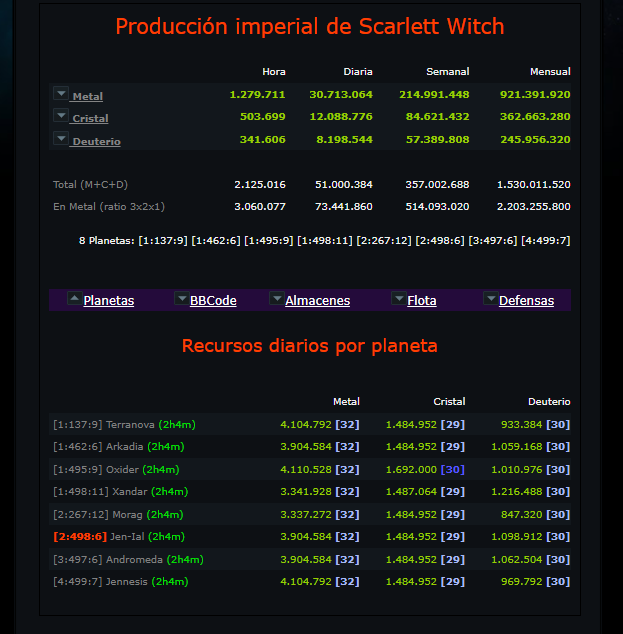 Producción imperial de Scarlett Witch
Hora Diaria Semanal Mensual
Metal 1.279.711 30.713.064 214.991.448 921.391.920
Cristal 503.699 12.088.776 84.621.432 362.663.280
Deuterio 341.606 8.198.544 57.389.808 245.956.320
Total (M+C+D) 2.125.016 51.000.384 357.002.688 1.530.011.520
En Metal (ratio 3x2x1) 3.060.077 73.441.860 514.093.020 2.203.255.800
8 Planetas: [1:137:9] [1:462:6] [1:495:9] [1:498:11] [2:267:12] [2:498:6] [3:497:6] [4:499:7]
Planetas BBCode Almacenes Flota Defensas
Recursos diarios por planeta
Metal Cristal Deuterio
[1:137:9] Terranova (2h4m) 4.104.792 [32] 1.484.952 [29] 933.384 [30]
[1:462:6] Arkadia (2h4m) 3.904.584 [32] 1.484.952 [29] 1.059.168 [30]
[1:495:9] Oxider (2h4m) 4.110.528 [32] 1.692.000 [30] 1.010.976 [30]
[1:498:11] Xandar (2h4m) 3.341.928 [32] 1.487.064 [29] 1.216.488 [30]
[2:267:12] Morag (2h4m) 3.337.272 [32] 1.484.952 [29] 847.320 [30]
[2:498:6] Jen-Ial (2h4m) 3.904.584 [32] 1.484.952 [29] 1.098.912 [30]
[3:497:6] Andromeda (2h4m) 3.904.584 [32] 1.484.952 [29] 1.062.504 [30]
[4:499:7] Jennesis (2h4m) 4.104.792 [32] 1.484.952 [29] 969.792 [30]